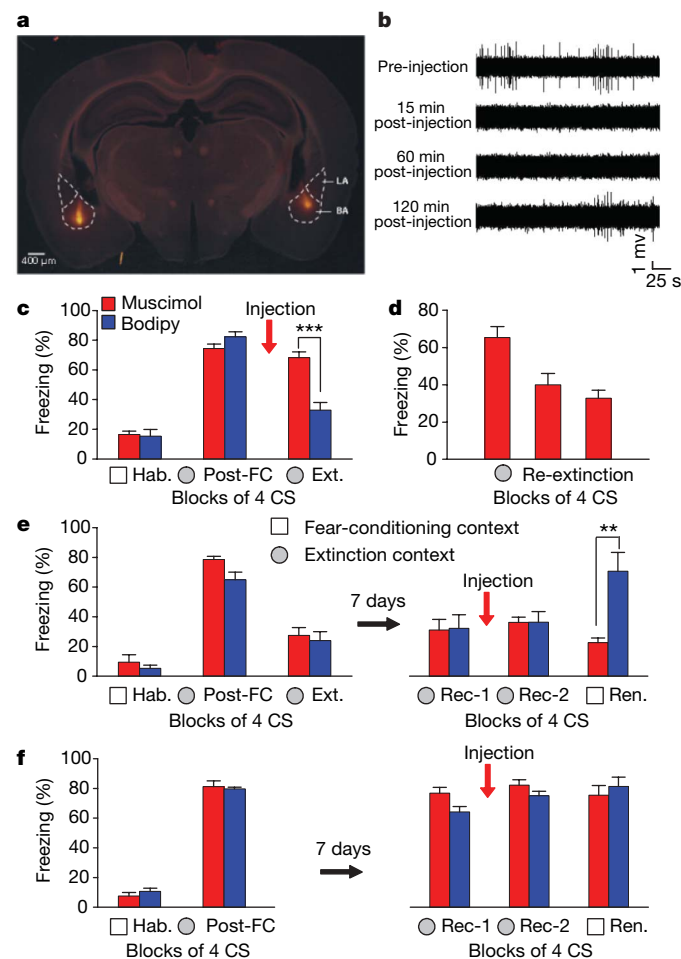 a
LA
BA
400 µm
b
Pre-injection
15 min
post-injection
60 min
post-injection
120 min
post-injection
1 mv
25 s
c
Muscimol
Bodipy
Injection
***
Freezing (%)
100
80
60
40
20
0
Hab.
Post-FC
Ext.
Blocks of 4 CS
d
Freezing (%)
80
60
40
20
0
Re-extinction
Blocks of 4 CS
e
Fear-conditioning context
Extinction context
Freezing (%)
100
80
60
40
20
0
Hab.
Post-FC
Ext.
Blocks of 4 CS
7 days
Injection
**
Rec-1
Rec-2
Ren.
Blocks of 4 CS
f
Freezing (%)
100
80
60
40
20
0
Hab.
Post-FC
Blocks of 4 CS
7 days
Injection
Rec-1
Rec-2
Ren.
Blocks of 4 CS